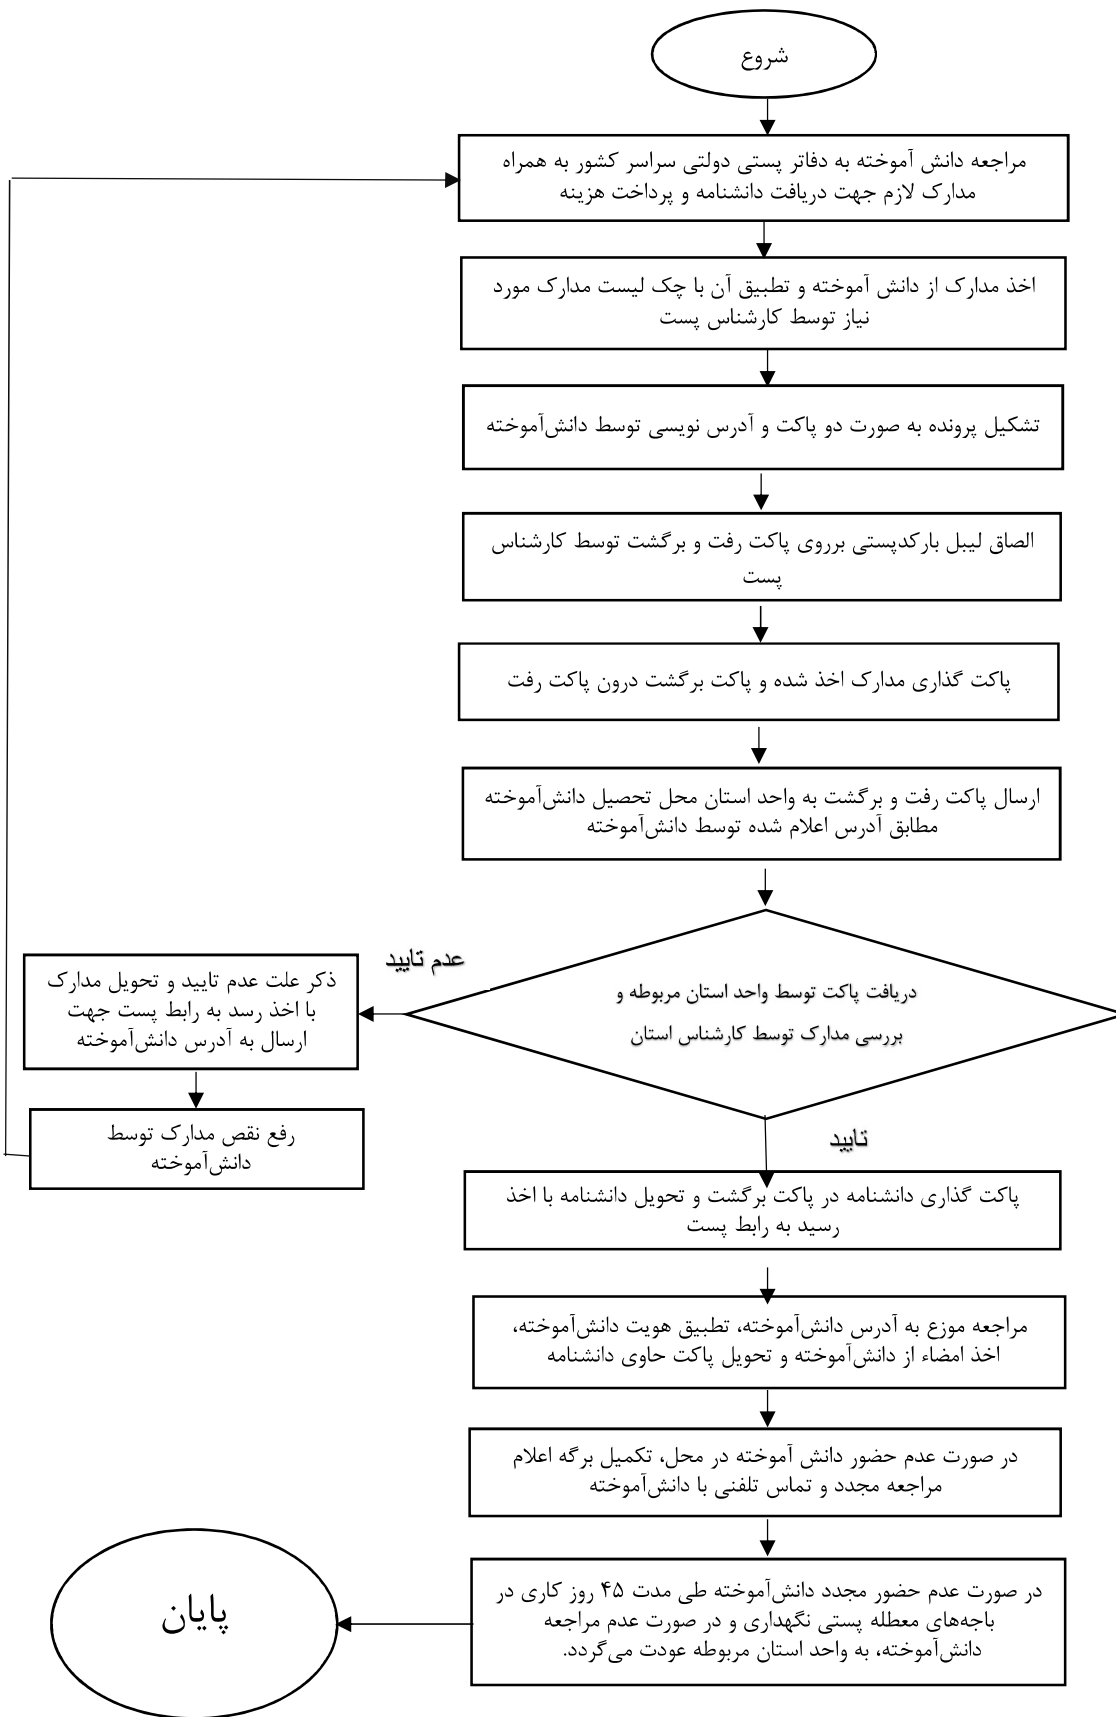 شروع
مراجعه دانش آموخته به دفاتر پستی دولتی سراسر کشور به همراه
مدارک لازم جهت دریافت دانشنامه و پرداخت هزینه
اخذ مدارک از دانش آموخته و تطبیق آن با چک لیست مدارک مورد
نیاز توسط کارشناس پست
تشکیل پرونده به صورت دو پاکت و آدرس نویسی توسط دانش‌آموخته
الصاق لیبل بارکدپستی برروی پاکت رفت و برگشت توسط کارشناس
پست
پاکت گذاری مدارک اخذ شده و پاکت برگشت درون پاکت رفت
ارسال پاکت رفت و برگشت به واحد استان محل تحصیل دانش‌آموخته
مطابق آدرس اعلام شده توسط دانش‌آموخته
دریافت پاکت توسط واحد استان مربوطه و
بررسی مدارک توسط کارشناس استان
عدم تایید
ذکر علت عدم تایید و تحویل مدارک
با اخذ رسد به رابط پست جهت
ارسال به آدرس دانش‌آموخته
رفع نقص مدارک توسط
دانش‌آموخته
تایید
پاکت گذاری دانشنامه در پاکت برگشت و تحویل دانشنامه با اخذ
رسید به رابط پست
مراجعه موزع به آدرس دانش‌آموخته، تطبیق هویت دانش‌آموخته،
اخذ امضاء از دانش‌آموخته و تحویل پاکت حاوی دانشنامه
در صورت عدم حضور دانش آموخته در محل، تکمیل برگه اعلام
مراجعه مجدد و تماس تلفنی با دانش‌آموخته
در صورت عدم حضور مجدد دانش‌آموخته طی مدت ۴۵ روز کاری در
باجه‌های معطله پستی نگهداری و در صورت عدم مراجعه
دانش‌آموخته، به واحد استان مربوطه عودت می‌گردد.
پایان